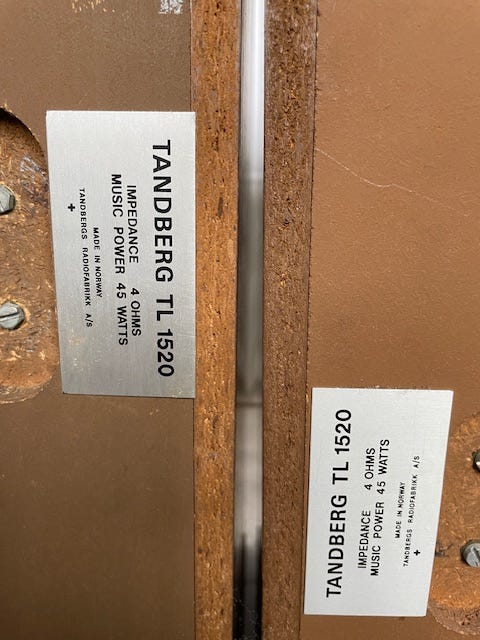 TANDBERG TL 1520
IMPEDANCE 4 OHMS
MUSIC POWER 45 WATTS
MADE IN NORWAY
TANDBERGS RADIOFABRIKK A/S
+
TANDBERG TL 1520
IMPEDANCE 4 OHMS
MUSIC POWER 45 WATTS
MADE IN NORWAY
TANDBERGS RADIOFABRIKK A/S
+